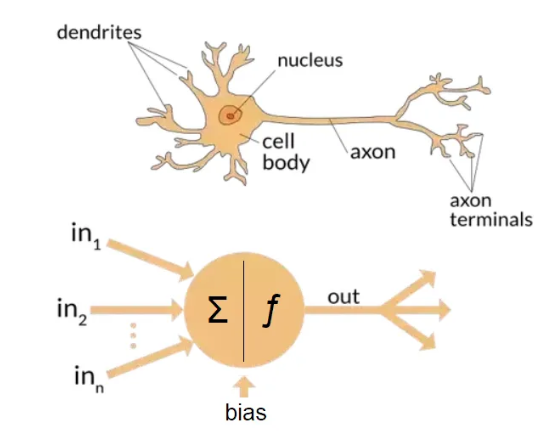 dendrites
nucleus
cell
body
axon
axon
terminals
in1
in2
inn
Σ
f
out
bias